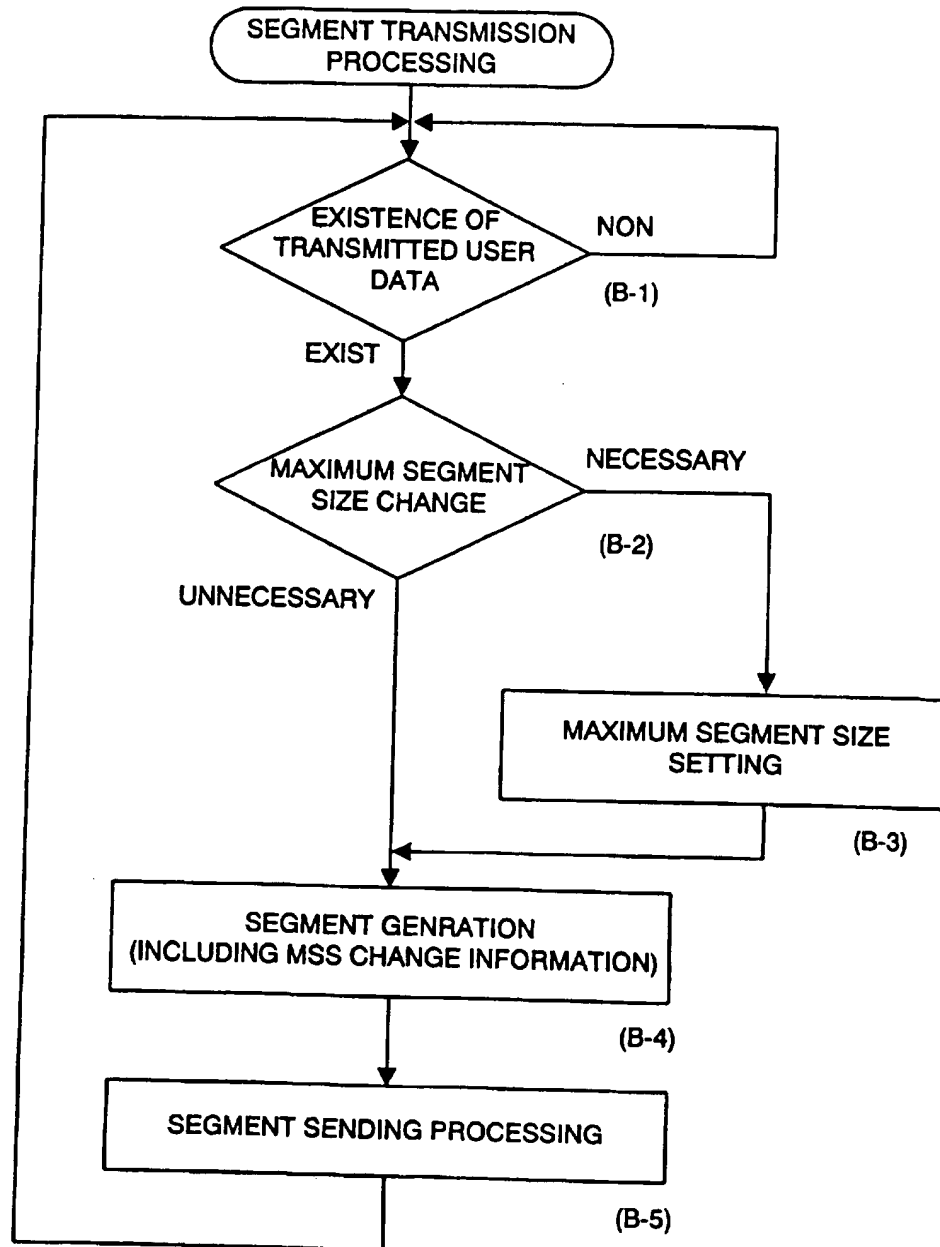 SEGMENT TRANSMISSION
PROCESSING
EXISTENCE OF
TRANSMITTED USER
DATA
NON
(B-1)
EXIST
MAXIMUM SEGMENT
SIZE CHANGE
NECESSARY
(B-2)
UNNECESSARY
MAXIMUM SEGMENT SIZE
SETTING
(B-3)
SEGMENT GENRATION
(INCLUDING MSS CHANGE INFORMATION)
(B-4)
SEGMENT SENDING PROCESSING
(B-5)